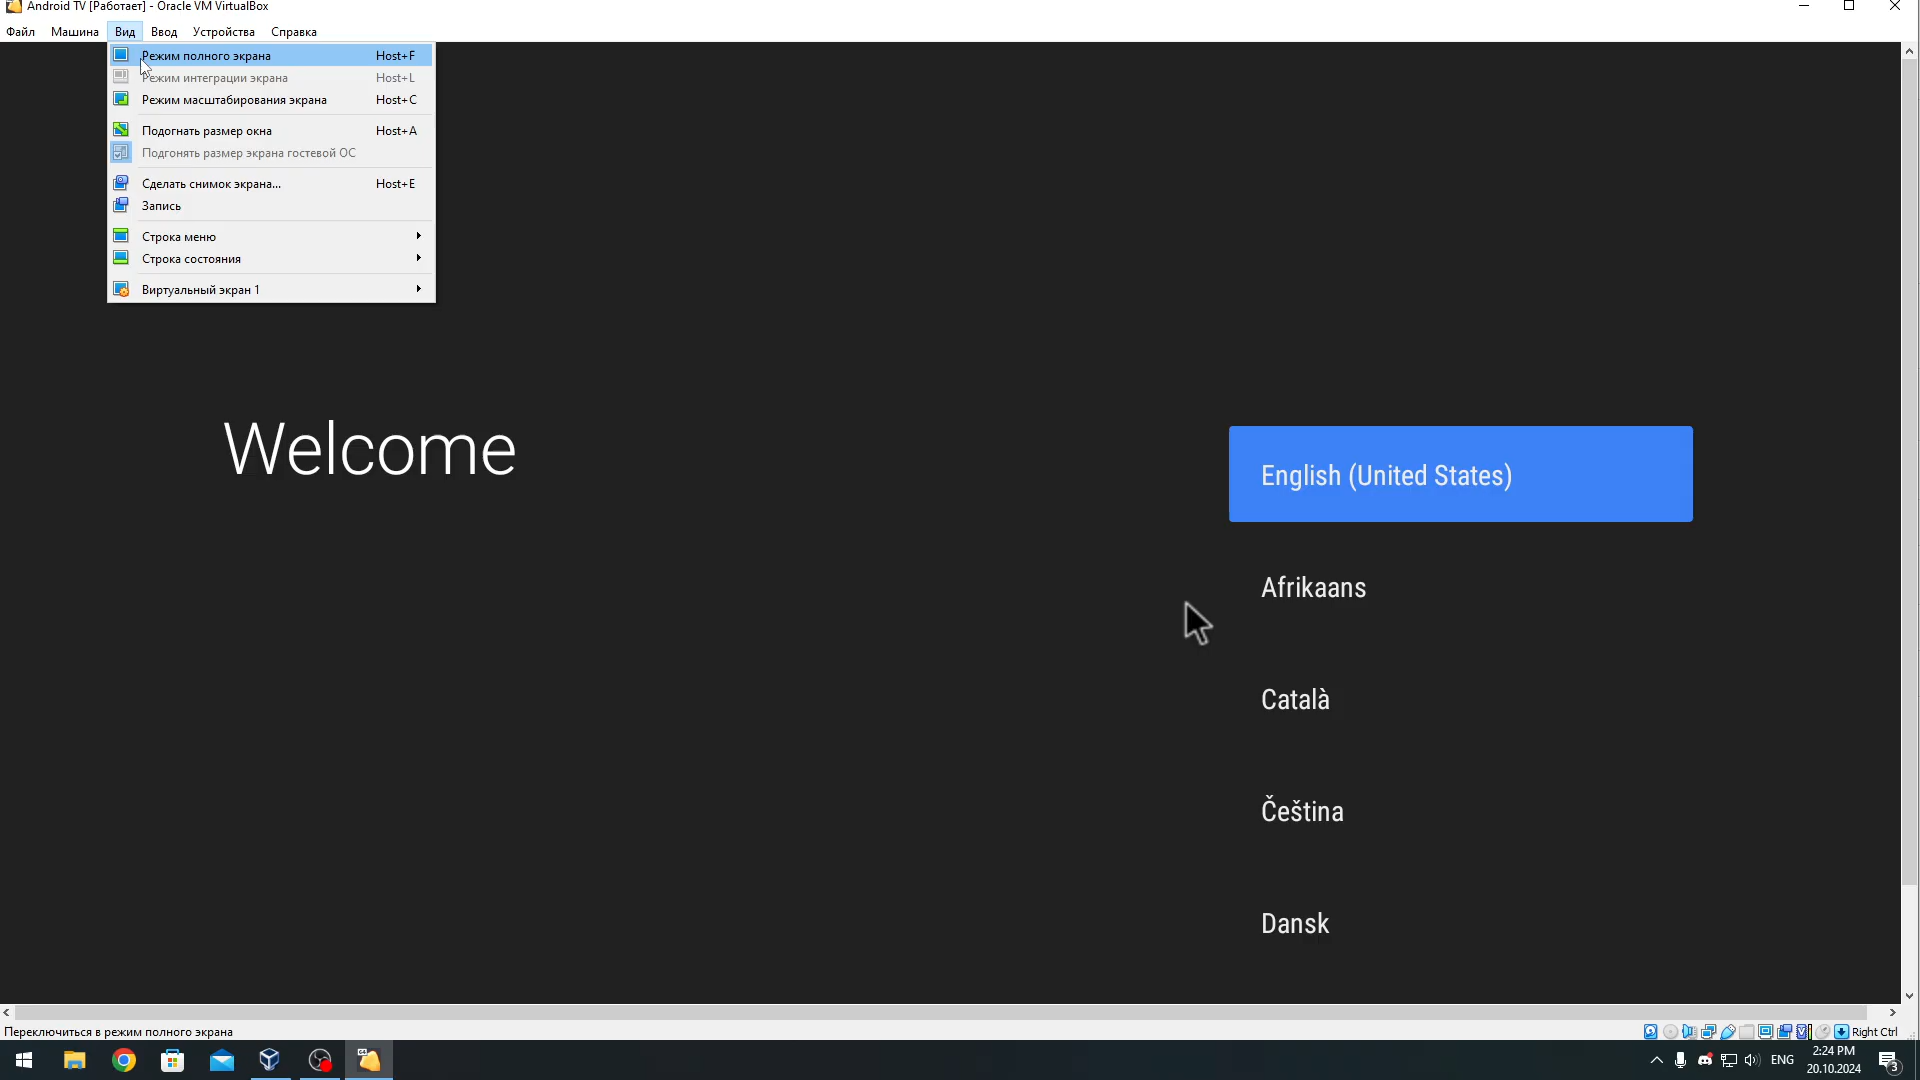 Android TV [Работает] - Oracle VM VirtualBox
Файл Машина Вид Ввод Устройства Справка
Режим полного экрана Host+F
Режим интеграции экрана Host+L
Режим масштабирования экрана Host+C
Подогнать размер окна Host+A
Подгонять размер экрана гостевой ОС
Сделать снимок экрана... Host+E
Запись
Строка меню
Строка состояния
Виртуальный экран 1
Welcome
English (United States)
Afrikaans
Català
Čeština
Dansk
Переключиться в режим полного экрана
Right Ctrl
64
ENG
2:24 PM
20.10.2024
3